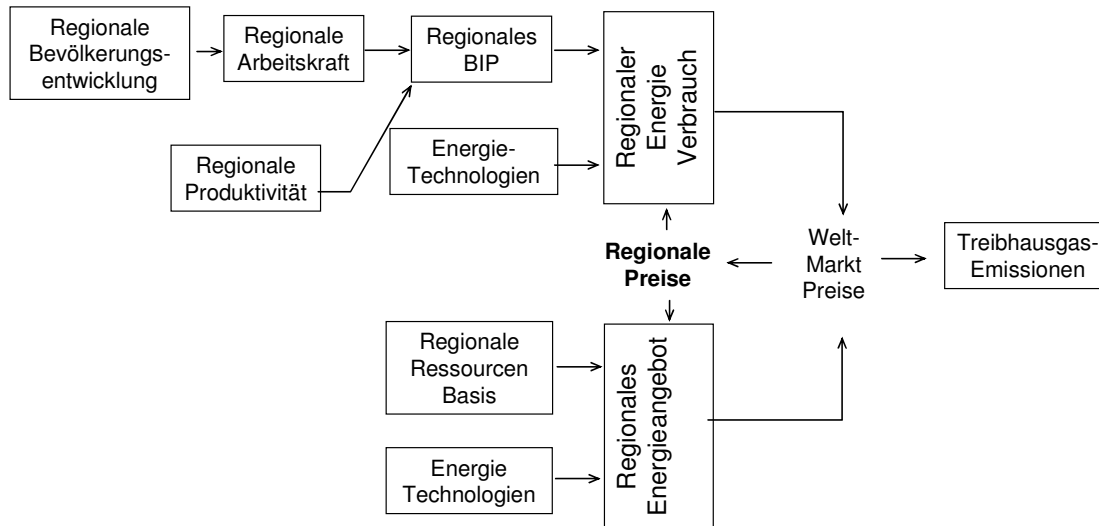 Regionale
Bevölkerungs-
entwicklung
Regionale
Arbeitskraft
Regionales
BIP
Regionaler
Energie
Verbrauch
Energie-
Technologien
Regionale
Produktivität
Regionale
Preise
Welt-
Markt
Preise
Treibhausgas-
Emissionen
Regionale
Ressourcen
Basis
Regionales
Energieangebot
Energie
Technologien